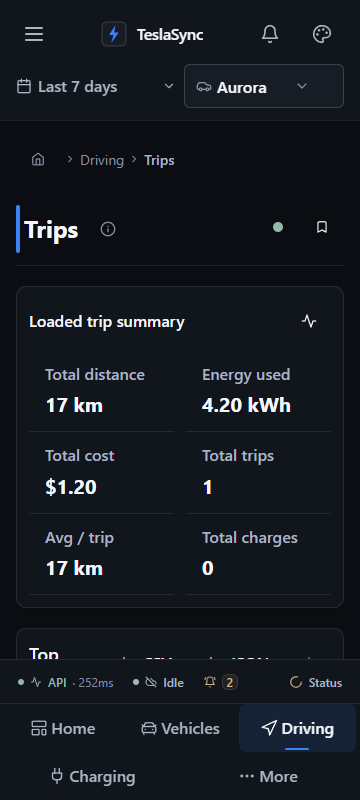 TeslaSync
Last 7 days
Aurora
Driving
Trips
Trips
Loaded trip summary
Total distance
Energy used
17 km
4.20 kWh
Total cost
Total trips
$1.20
1
Avg / trip
Total charges
17 km
0
Top
API · 252ms
Idle
2
Status
Home
Vehicles
Driving
Charging
More